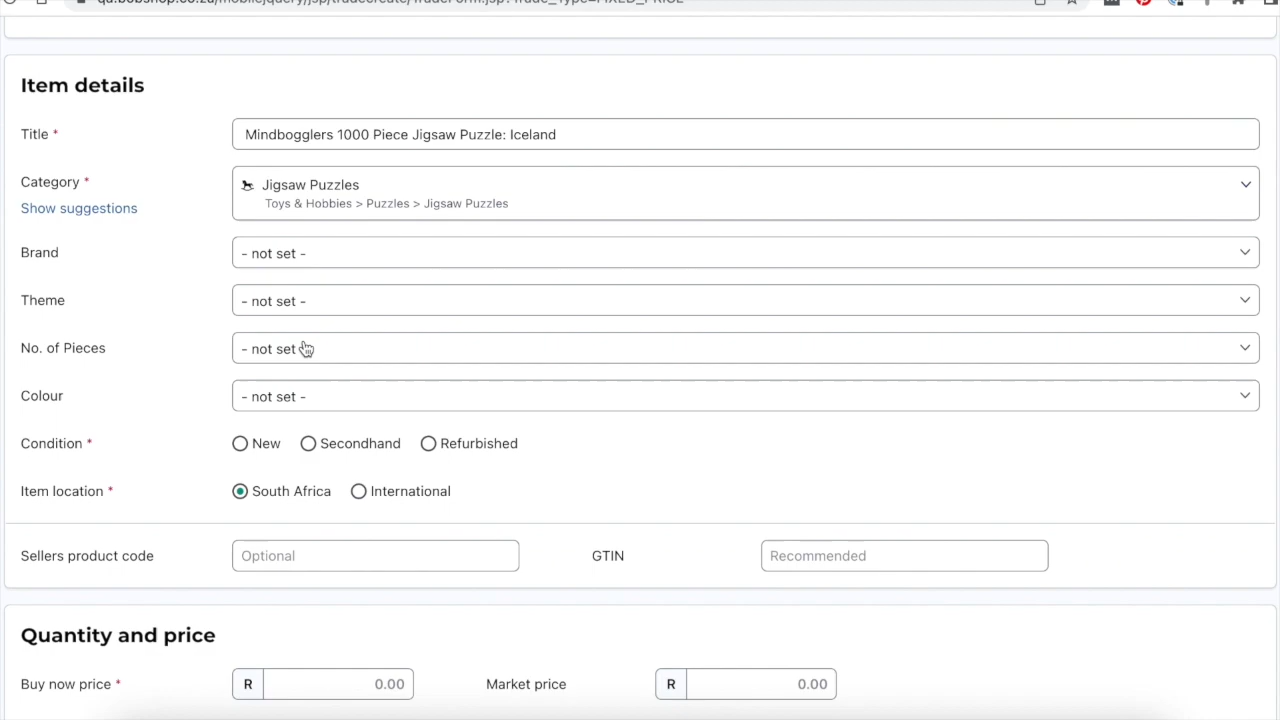 Item details
Title *
Mindbogglers 1000 Piece Jigsaw Puzzle: Iceland
Category *
Jigsaw Puzzles
Show suggestions
Toys & Hobbies > Puzzles > Jigsaw Puzzles
Brand
- not set -
Theme
- not set -
No. of Pieces
- not set
Colour
- not set -
Condition *
New
Secondhand
Refurbished
Item location *
South Africa
International
Sellers product code
Optional
GTIN
Recommended
Quantity and price
Buy now price *
R
0.00
Market price
R
0.00